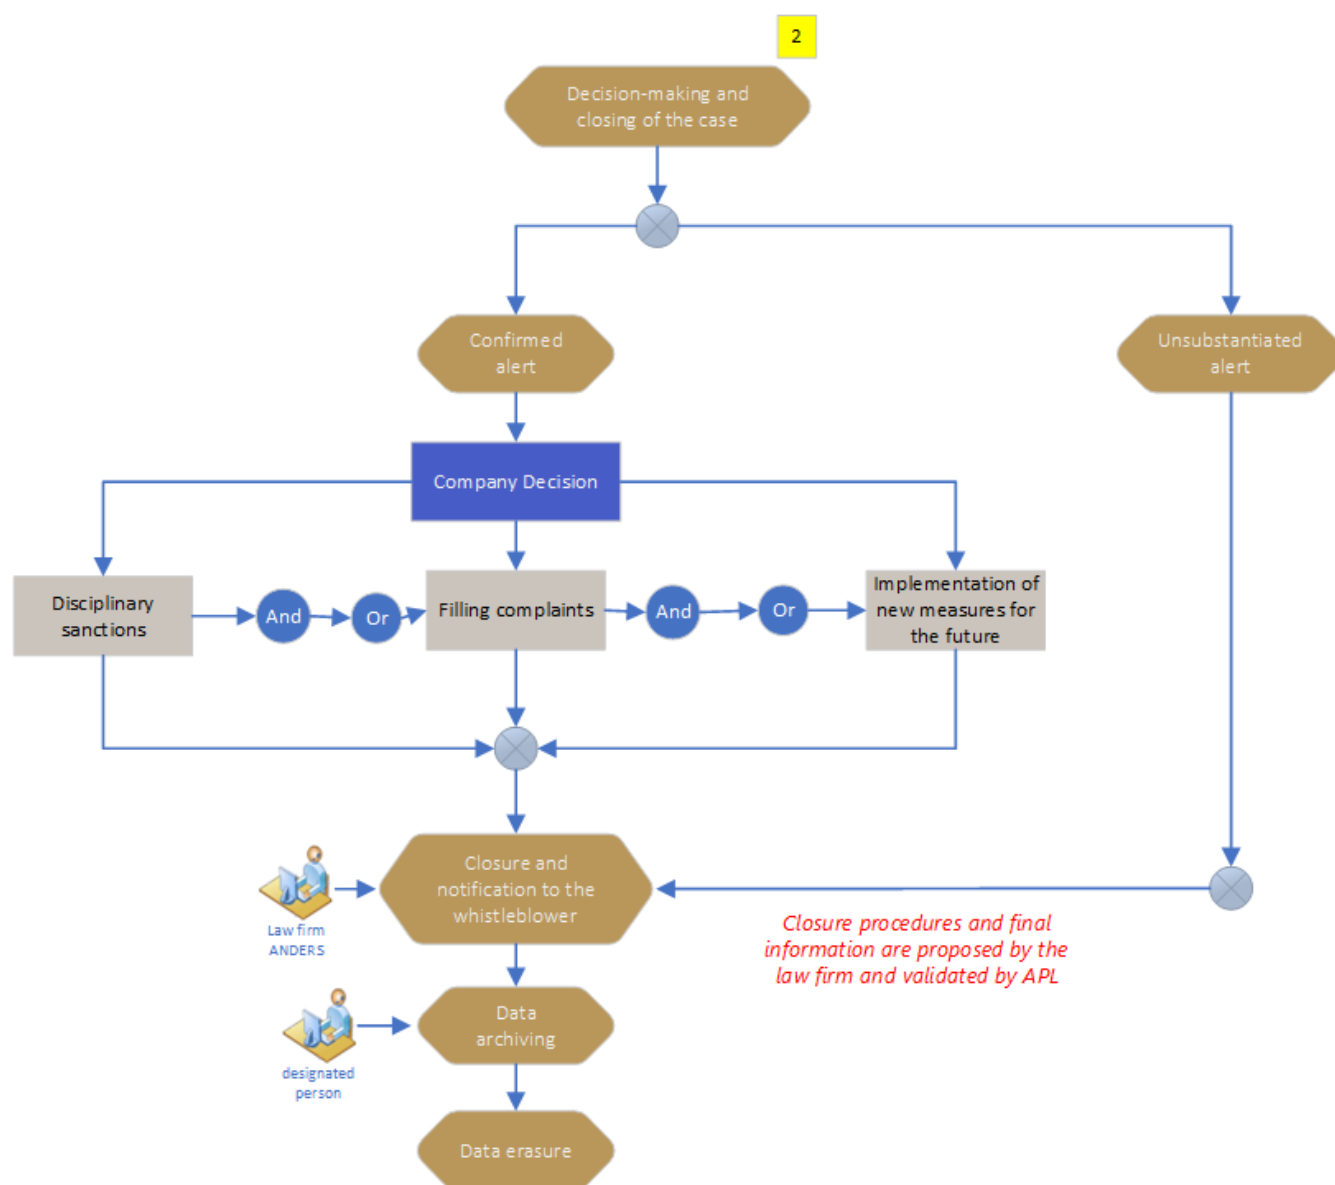 2
Decision-making and
closing of the case
Confirmed
alert
Unsubstantiated
alert
Company Decision
Disciplinary
sanctions
And
Or
Filling complaints
And
Or
Implementation of
new measures for
the future
Closure and
notification to the
whistleblower
Law firm
ANDERS
Closure procedures and final
information are proposed by the
law firm and validated by APL
Data
archiving
designated
person
Data erasure